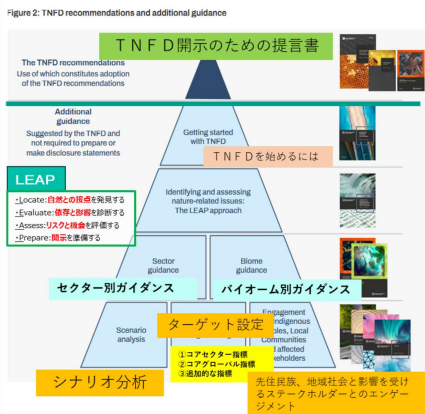 Figure 2: TNFD recommendations and additional guidance
TNFD開示のための提言書
The TNFD recommendations
Use of which constitutes adoption
of the TNFD recommendations
Additional
guidance
Suggested by the TNFD and
not required to prepare or
make disclosure statements
Getting started
with TNFD
TNFDを始めるには
LEAP
・Locate:自然との接点を発見する
・Evaluate:依存と影響を診断する
・Assess:リスクと機会を評価する
・Prepare:開示を準備する
Identifying and assessing
nature-related issues:
The LEAP approach
Sector
guidance
Biome
guidance
セクター別ガイダンス
バイオーム別ガイダンス
Scenario
analysis
ターゲット設定
①コアセクター指標
②コアグローバル指標
③追加的な指標
Engagement
Indigenous
Local
Communities
affected
シナリオ分析
先住民族、地域社会と影響を受け
るステークホルダーとのエンゲー
ジメント